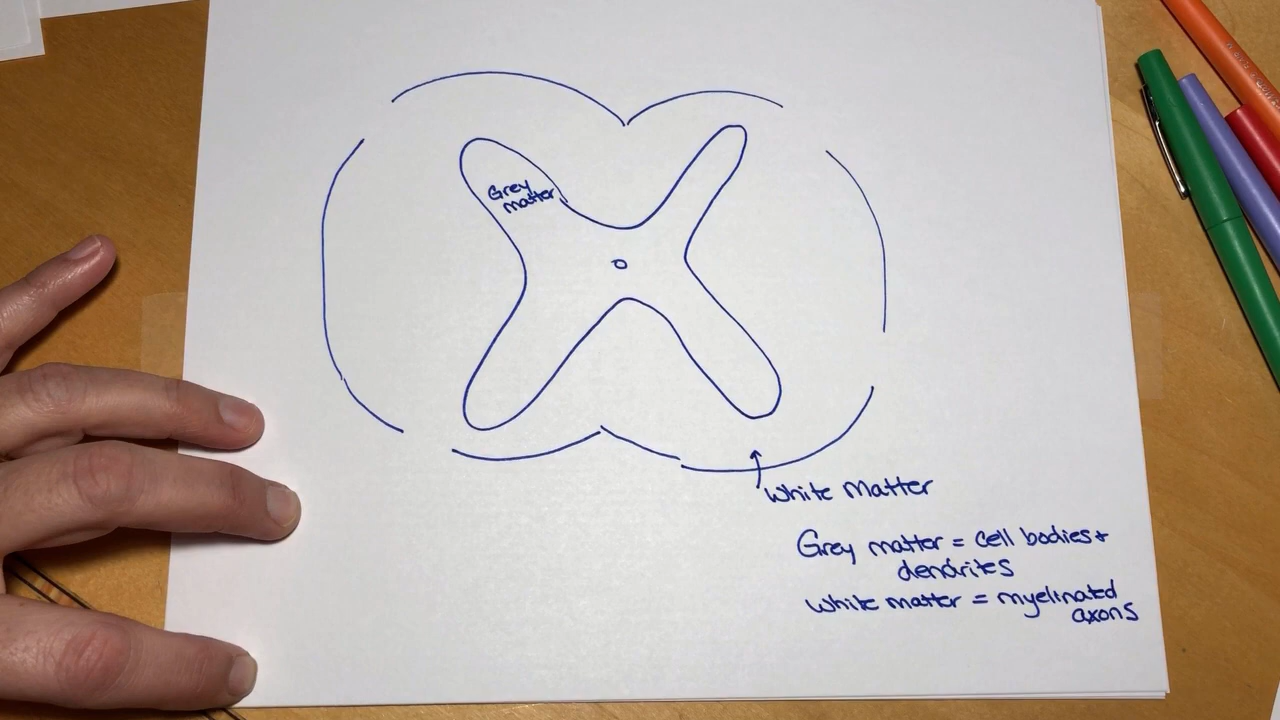 Grey
matter
White Matter
Grey matter = cell bodies +
dendrites
White matter = myelinated
axons